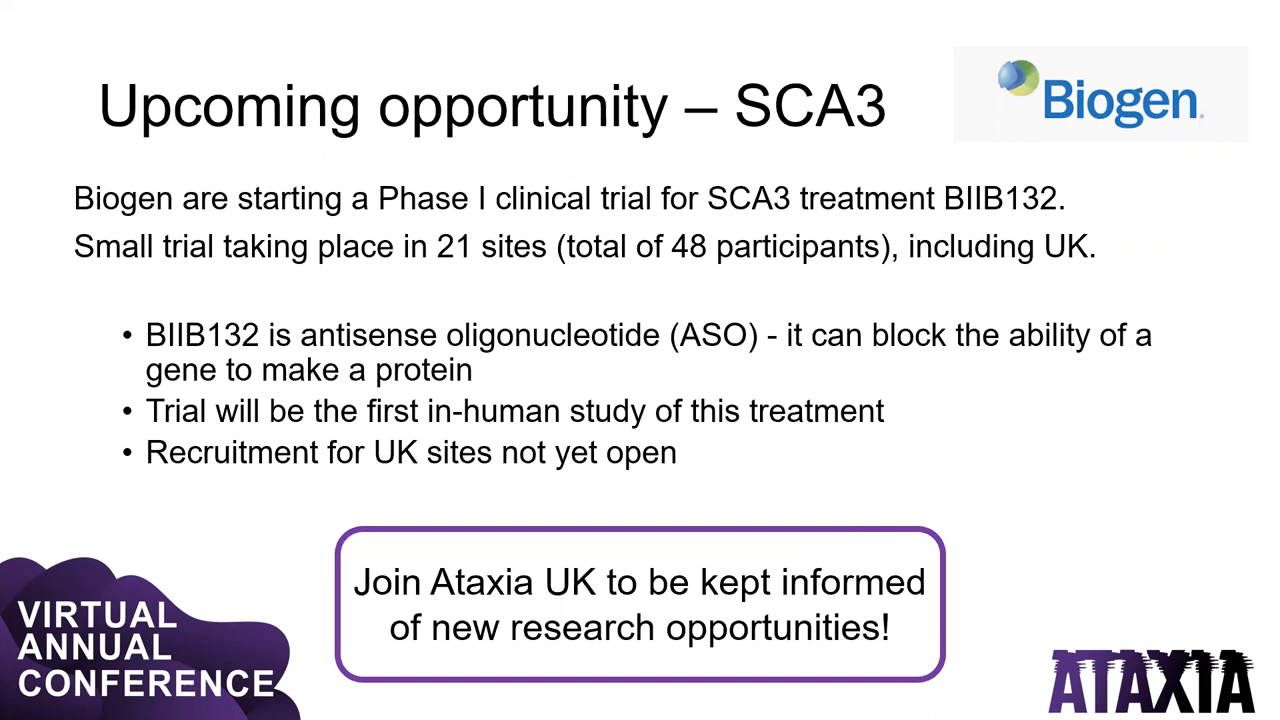 Upcoming opportunity – SCA3
Biogen
Biogen are starting a Phase I clinical trial for SCA3 treatment BIIB132.
Small trial taking place in 21 sites (total of 48 participants), including UK.
• BIIB132 is antisense oligonucleotide (ASO) - it can block the ability of a
gene to make a protein
• Trial will be the first in-human study of this treatment
• Recruitment for UK sites not yet open
Join Ataxia UK to be kept informed
of new research opportunities!
VIRTUAL
ANNUAL
CONFERENCE
ATAXIA